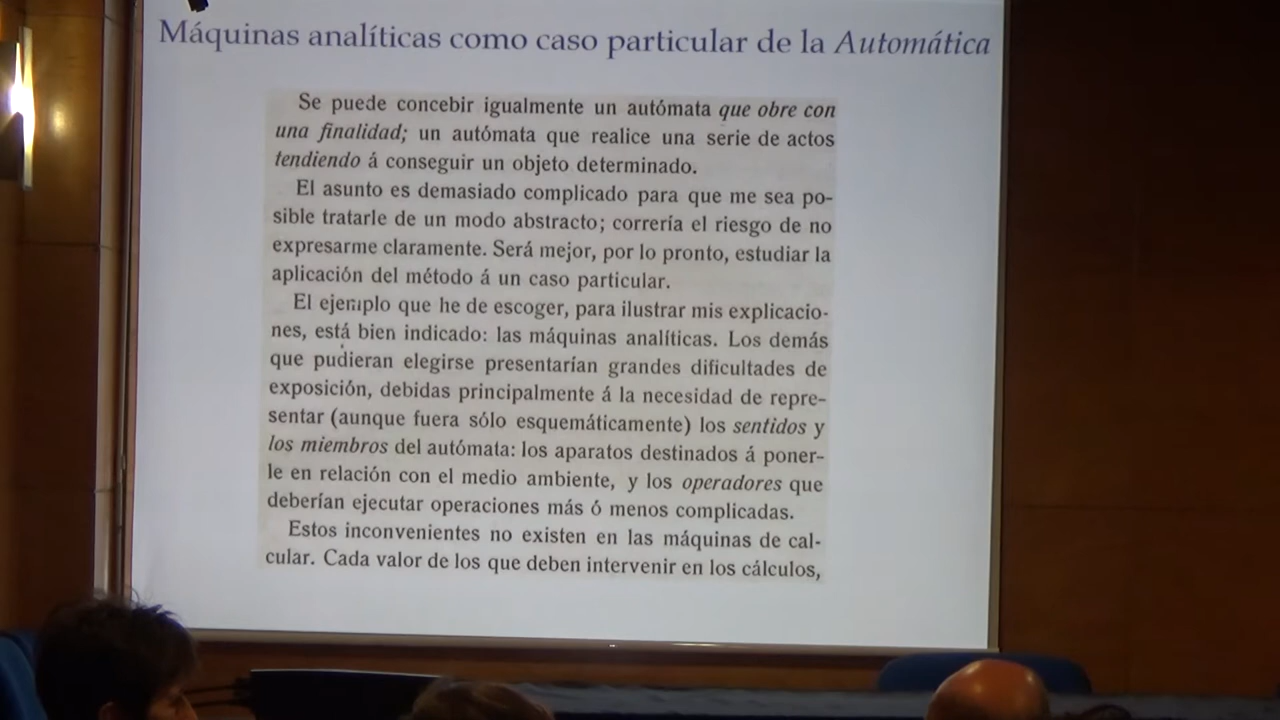 Máquinas analíticas como caso particular de la Automática
Se puede concebir igualmente un autómata que obre con
una finalidad; un autómata que realice una serie de actos
tendiendo á conseguir un objeto determinado.
El asunto es demasiado complicado para que me sea po-
sible tratarle de un modo abstracto; correría el riesgo de no
expresarme claramente. Será mejor, por lo pronto, estudiar la
aplicación del método á un caso particular.
El ejemplo que he de escoger, para ilustrar mis explicacio-
nes, está bien indicado: las máquinas analíticas. Los demás
que pudieran elegirse presentarían grandes dificultades de
exposición, debidas principalmente á la necesidad de repre-
sentar (aunque fuera sólo esquemáticamente) los sentidos y
los miembros del autómata: los aparatos destinados á poner-
le en relación con el medio ambiente, y los operadores que
deberían ejecutar operaciones más ó menos complicadas.
Estos inconvenientes no existen en las máquinas de cal-
cular. Cada valor de los que deben intervenir en los cálculos,